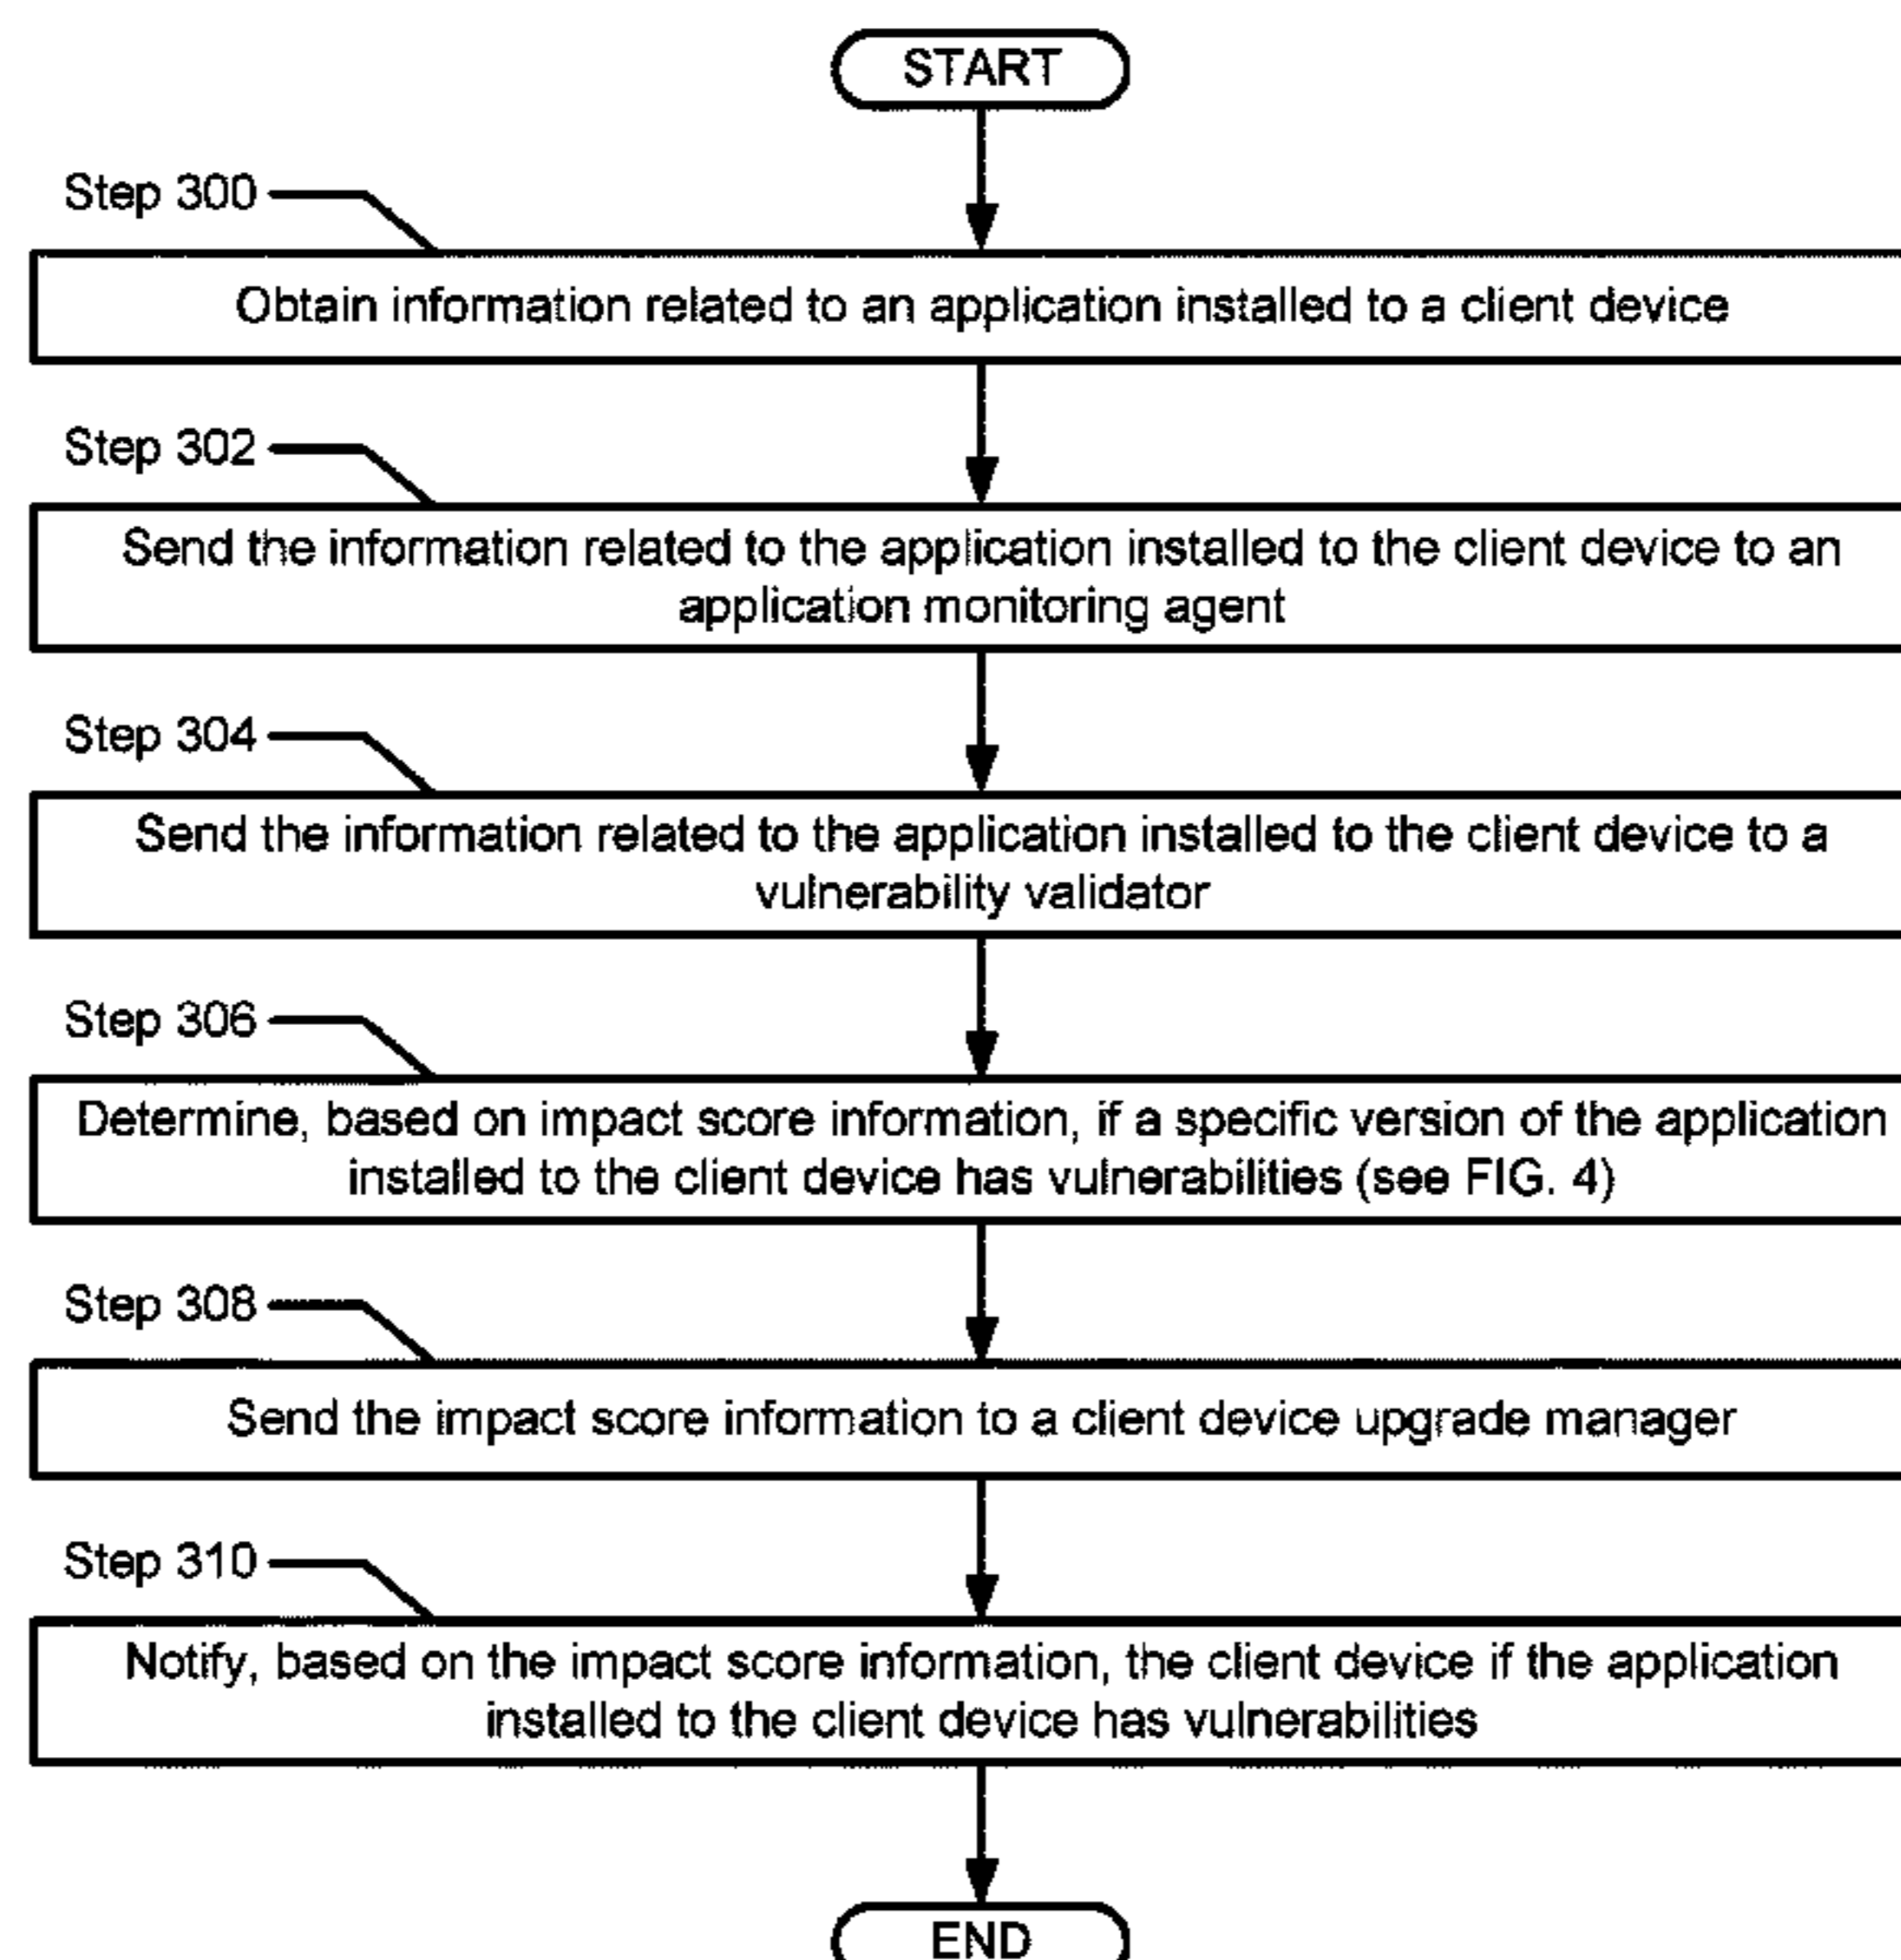 START
Step 300
Obtain information related to an application installed to a client device
Step 302
Send the information related to the application installed to the client device to an
application monitoring agent
Step 304
Send the information related to the application installed to the client device to a
vulnerability validator
Step 306
Determine, based on impact score information, if a specific version of the application
installed to the client device has vulnerabilities (see FIG. 4)
Step 308
Send the impact score information to a client device upgrade manager
Step 310
Notify, based on the impact score information, the client device if the application
installed to the client device has vulnerabilities
END